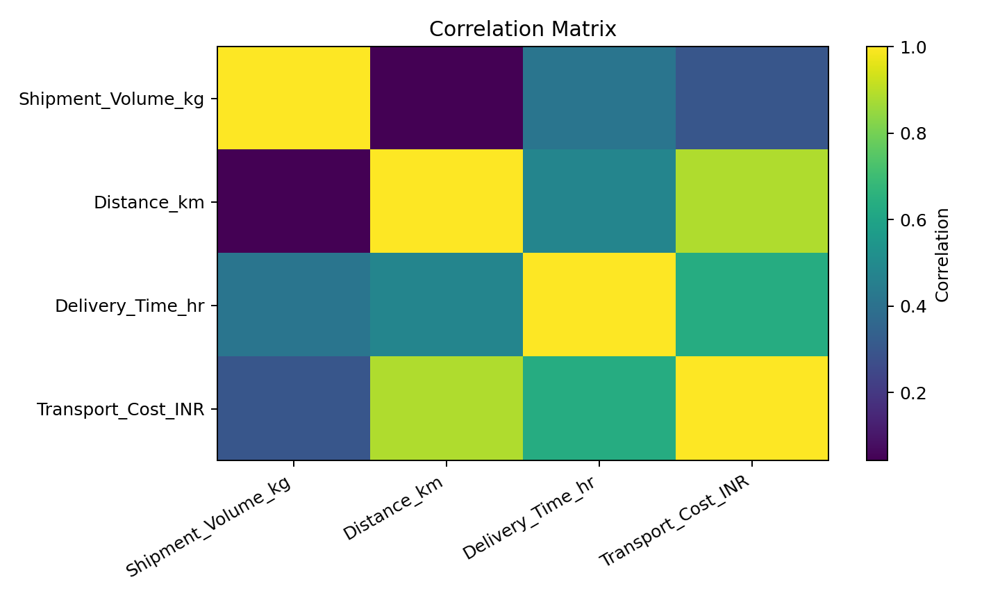 Correlation Matrix
Shipment_Volume_kg
Distance_km
Delivery_Time_hr
Transport_Cost_INR
Shipment_Volume_kg
Distance_km
Delivery_Time_hr
Transport_Cost_INR
1.0
0.8
0.6
0.4
0.2
Correlation